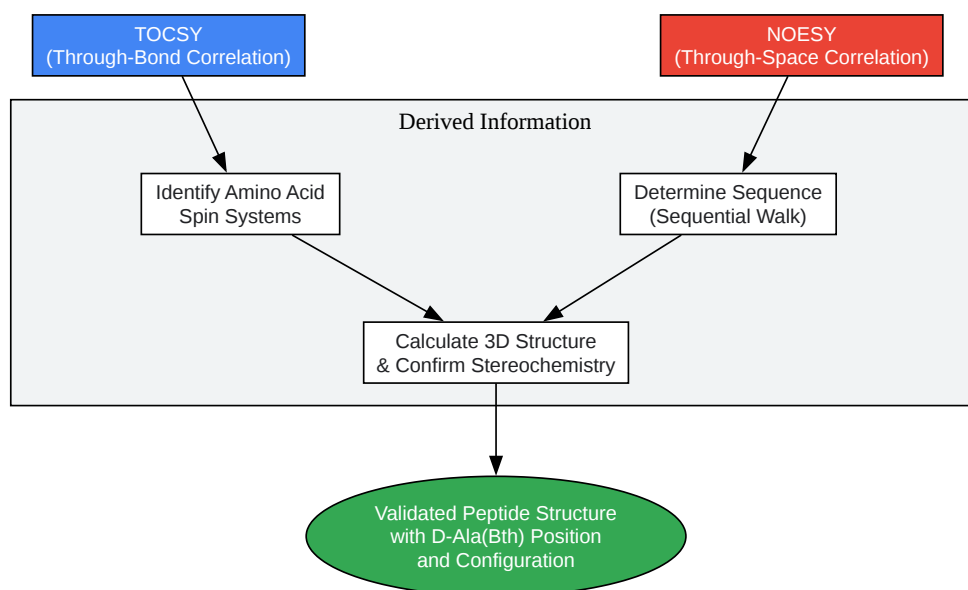 TOCSY
(Through-Bond Correlation)
NOESY
(Through-Space Correlation)
Derived Information
Identify Amino Acid
Spin Systems
Determine Sequence
(Sequential Walk)
Calculate 3D Structure
& Confirm Stereochemistry
Validated Peptide Structure
with D-Ala(Bth) Position
and Configuration